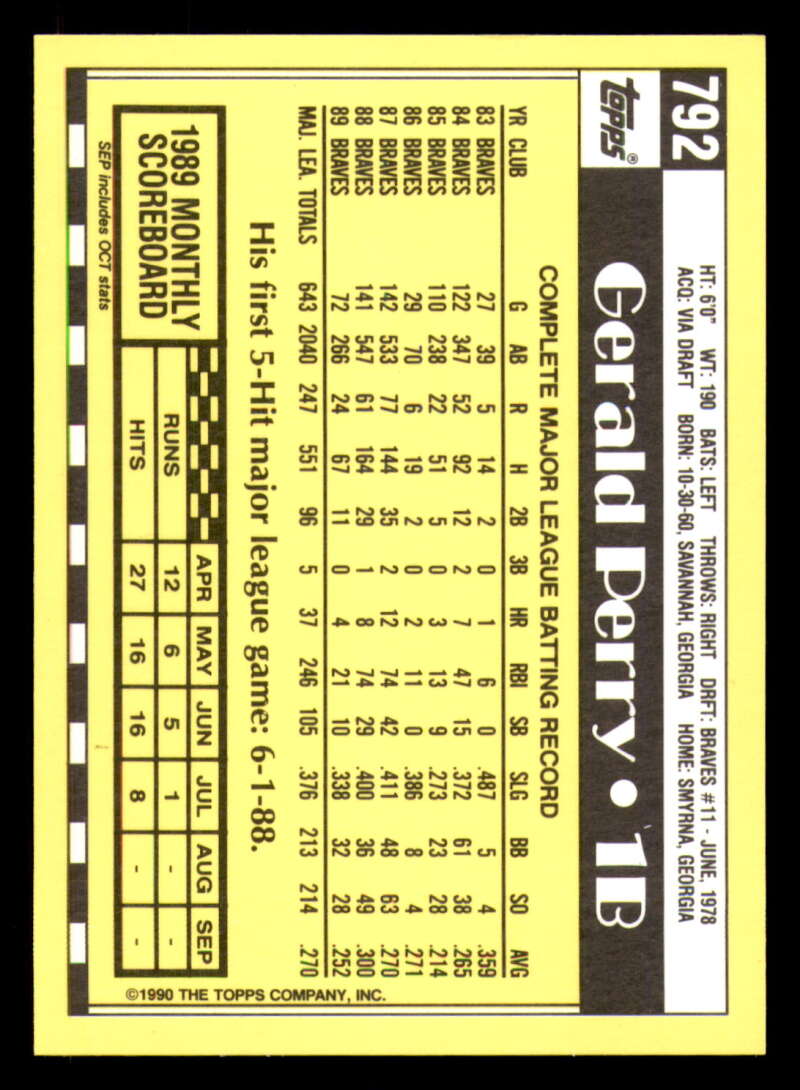 792
topps®
HT: 6'0" WT: 190 BATS: LEFT THROWS: RIGHT DRFT: BRAVES #11 - JUNE, 1978
ACQ: VIA DRAFT BORN: 10-30-60, SAVANNAH, GEORGIA HOME: SMYRNA, GEORGIA
Gerald Perry • 1B
COMPLETE MAJOR LEAGUE BATTING RECORD
YR CLUB G AB R H 2B 3B HR RBI SB SLG BB SO AVG
83 BRAVES 27 39 5 14 2 0 1 6 0 .487 5 4 .359
84 BRAVES 122 347 52 92 12 2 7 47 15 .372 61 38 .265
85 BRAVES 110 238 22 51 5 0 3 13 9 .273 23 28 .214
86 BRAVES 29 70 6 19 2 0 2 11 0 .386 8 4 .271
87 BRAVES 142 533 77 144 35 2 12 74 42 .411 48 63 .270
88 BRAVES 141 547 61 164 29 1 8 74 29 .400 36 49 .300
89 BRAVES 72 266 24 67 11 0 4 21 10 .338 32 28 .252
MAJ. LEA. TOTALS 643 2040 247 551 96 5 37 246 105 .376 213 214 .270
His first 5-Hit major league game: 6-1-88.
1989 MONTHLY
SCOREBOARD
SEP includes OCT stats
APR MAY JUN JUL AUG SEP
RUNS 12 6 5 1 - -
HITS 27 16 16 8 - -
©1990 THE TOPPS COMPANY, INC.